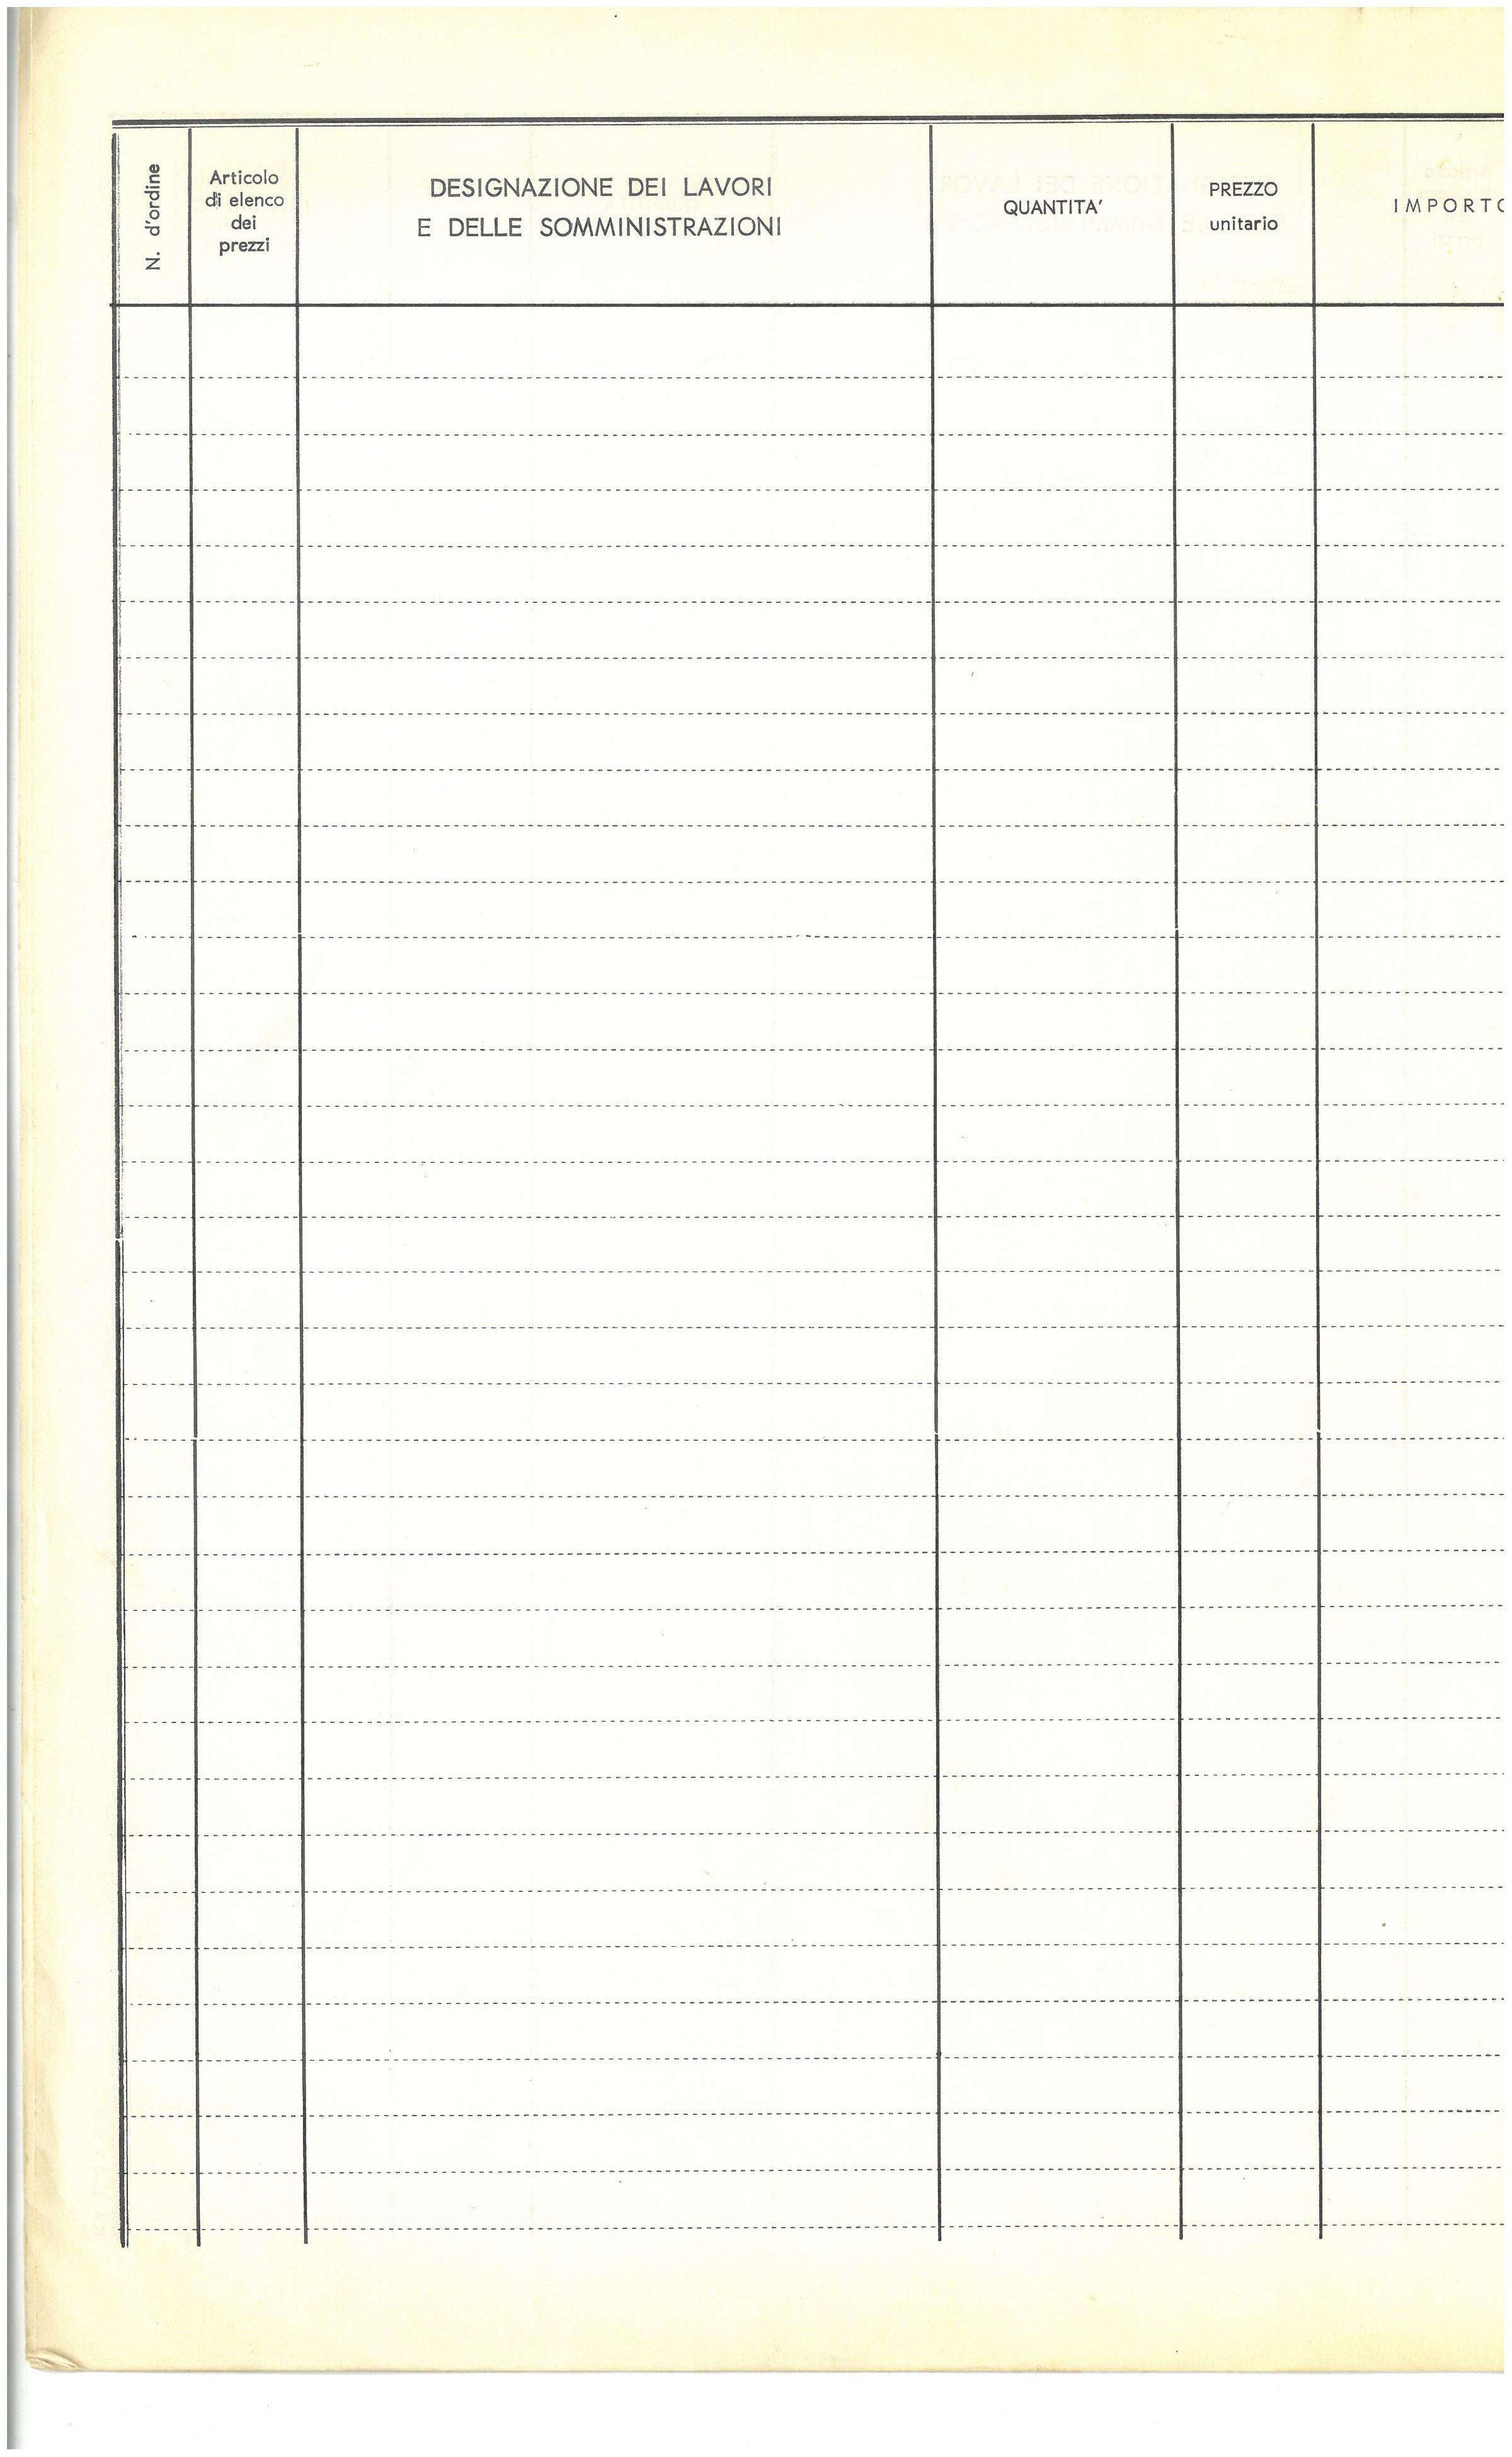 N. d'ordine
Articolo
di elenco
dei
prezzi
DESIGNAZIONE DEI LAVORI
E DELLE SOMMINISTRAZIONI
QUANTITA'
PREZZO
unitario
IMPORTO